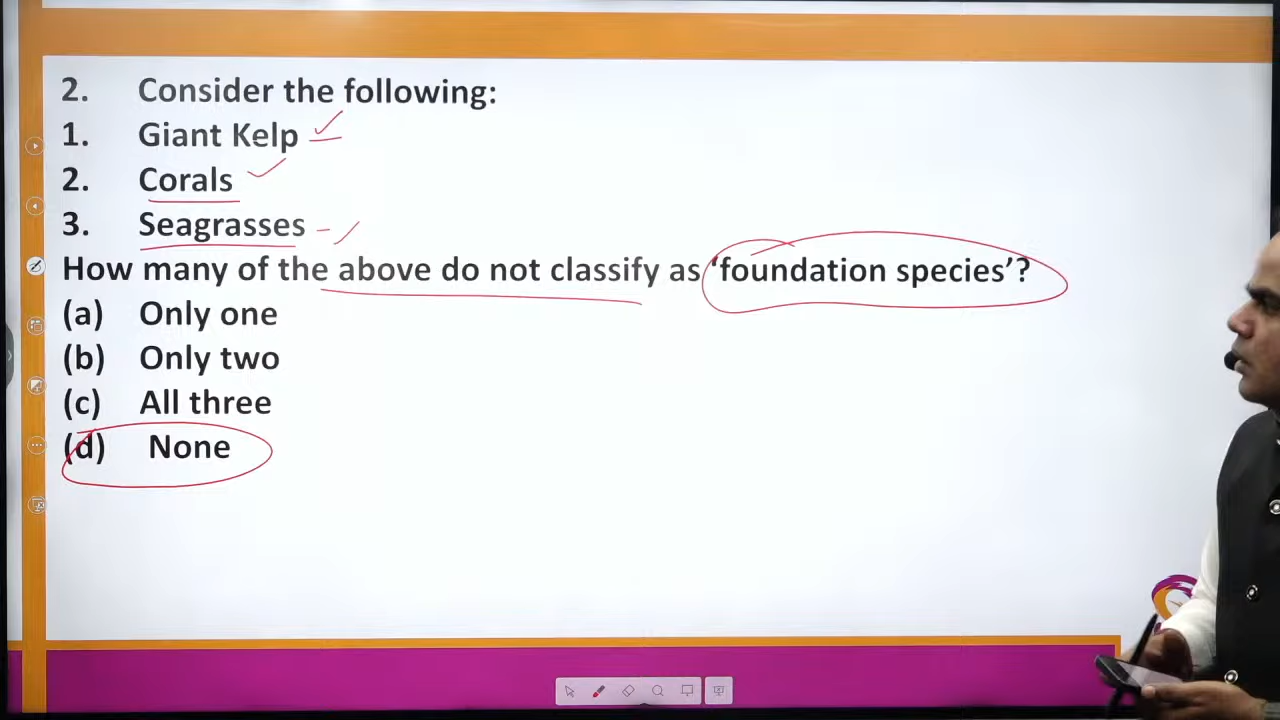 2. Consider the following:
1. Giant Kelp
2. Corals
3. Seagrasses
How many of the above do not classify as ‘foundation species’?
(a) Only one
(b) Only two
(c) All three
(d) None